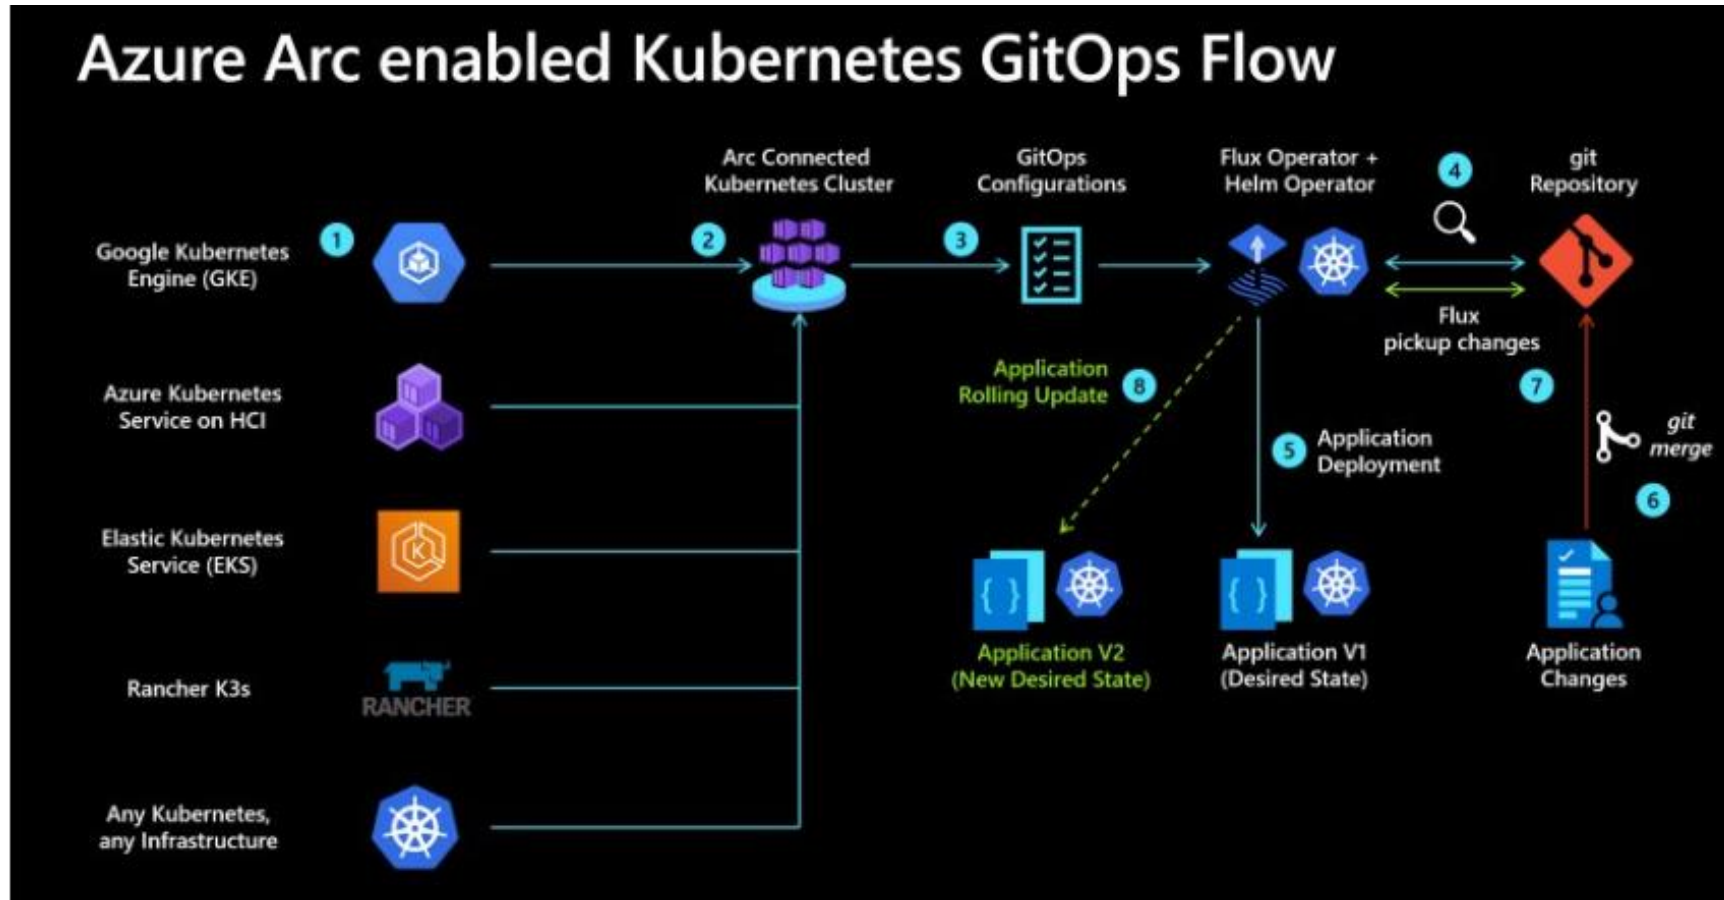 Azure Arc enabled Kubernetes GitOps Flow
Arc Connected
Kubernetes Cluster
GitOps
Configurations
Flux Operator +
Helm Operator
4
git
Repository
Google Kubernetes
Engine (GKE)
1
2
3
Flux
pickup changes
Azure Kubernetes
Service on HCI
Application
Rolling Update
8
7
5
Application
Deployment
git
merge
6
Elastic Kubernetes
Service (EKS)
K
{ }
{ }
Rancher K3s
RANCHER
Application V2
(New Desired State)
Application V1
(Desired State)
Application
Changes
Any Kubernetes,
any Infrastructure